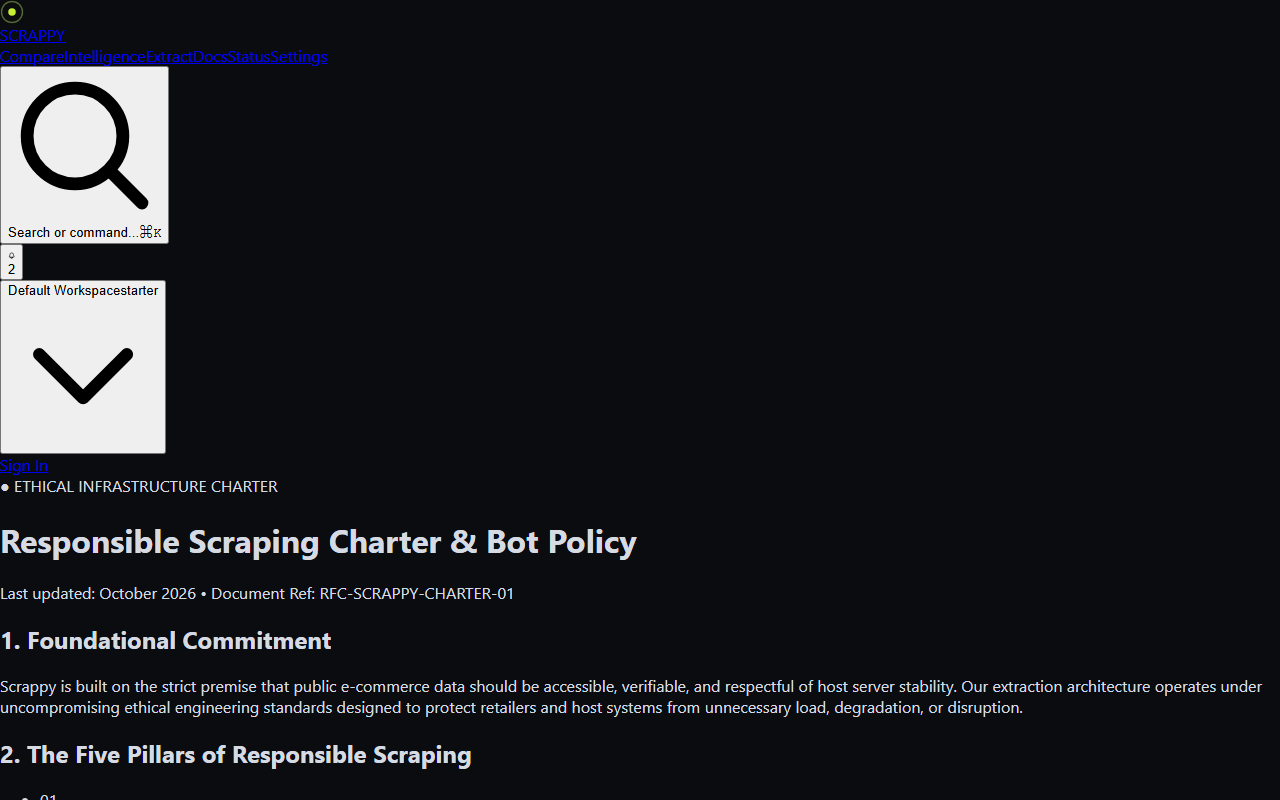 SCRAPPY
CompareIntelligenceExtractDocsStatusSettings
Search or command...⌘K
2
Default Workspacestarter
Sign In
● ETHICAL INFRASTRUCTURE CHARTER
Responsible Scraping Charter & Bot Policy
Last updated: October 2026 • Document Ref: RFC-SCRAPPY-CHARTER-01
1. Foundational Commitment
Scrappy is built on the strict premise that public e-commerce data should be accessible, verifiable, and respectful of host server stability. Our extraction architecture operates under
uncompromising ethical engineering standards designed to protect retailers and host systems from unnecessary load, degradation, or disruption.
2. The Five Pillars of Responsible Scraping
• 01